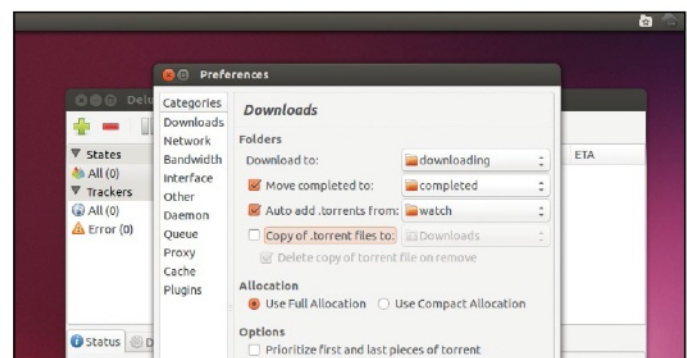 Preferences
Delu
Categories
Downloads
Network
Bandwidth
Interface
Other
Daemon
Queue
Proxy
Cache
Plugins
Downloads
Folders
Download to: downloading
Move completed to: completed
Auto add .torrents from: watch
Copy of .torrent files to: Downloads
Delete copy of torrent file on remove
Allocation
Use Full Allocation Use Compact Allocation
Options
Prioritize first and last pieces of torrent
States
All (0)
Trackers
All (0)
Error (0)
ETA
Status D